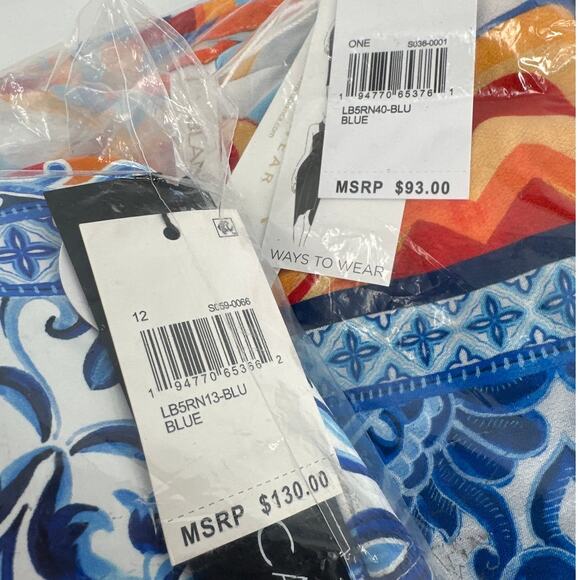 ONE
S036-0001
1 94770 65376 1
LB5RN40-BLU
BLUE
MSRP $93.00
WAYS TO WEAR
12
S059-0066
1 94770 65366 2
LB5RN13-BLU
BLUE
MSRP $130.00